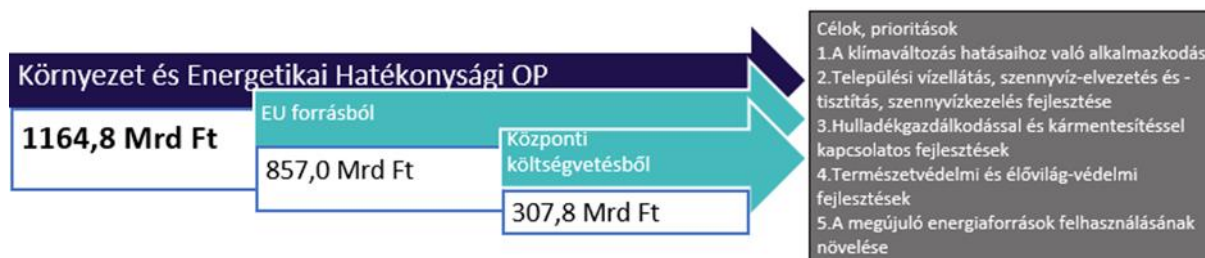 Környezet és Energetikai Hatékonysági OP
1164,8 Mrd Ft
EU forrásból
857,0 Mrd Ft
Központi
költségvetésből
307,8 Mrd Ft
Célok, prioritások
1.A klímaváltozás hatásaihoz való alkalmazkodás
2.Települési vízellátás, szennyvíz-elvezetés és -
tisztítás, szennyvízkezelés fejlesztése
3.Hulladékgazdálkodással és kármentesítéssel
kapcsolatos fejlesztések
4.Természetvédelmi és élővilág-védelmi
fejlesztések
5.A megújuló energiaforrások felhasználásának
növelése